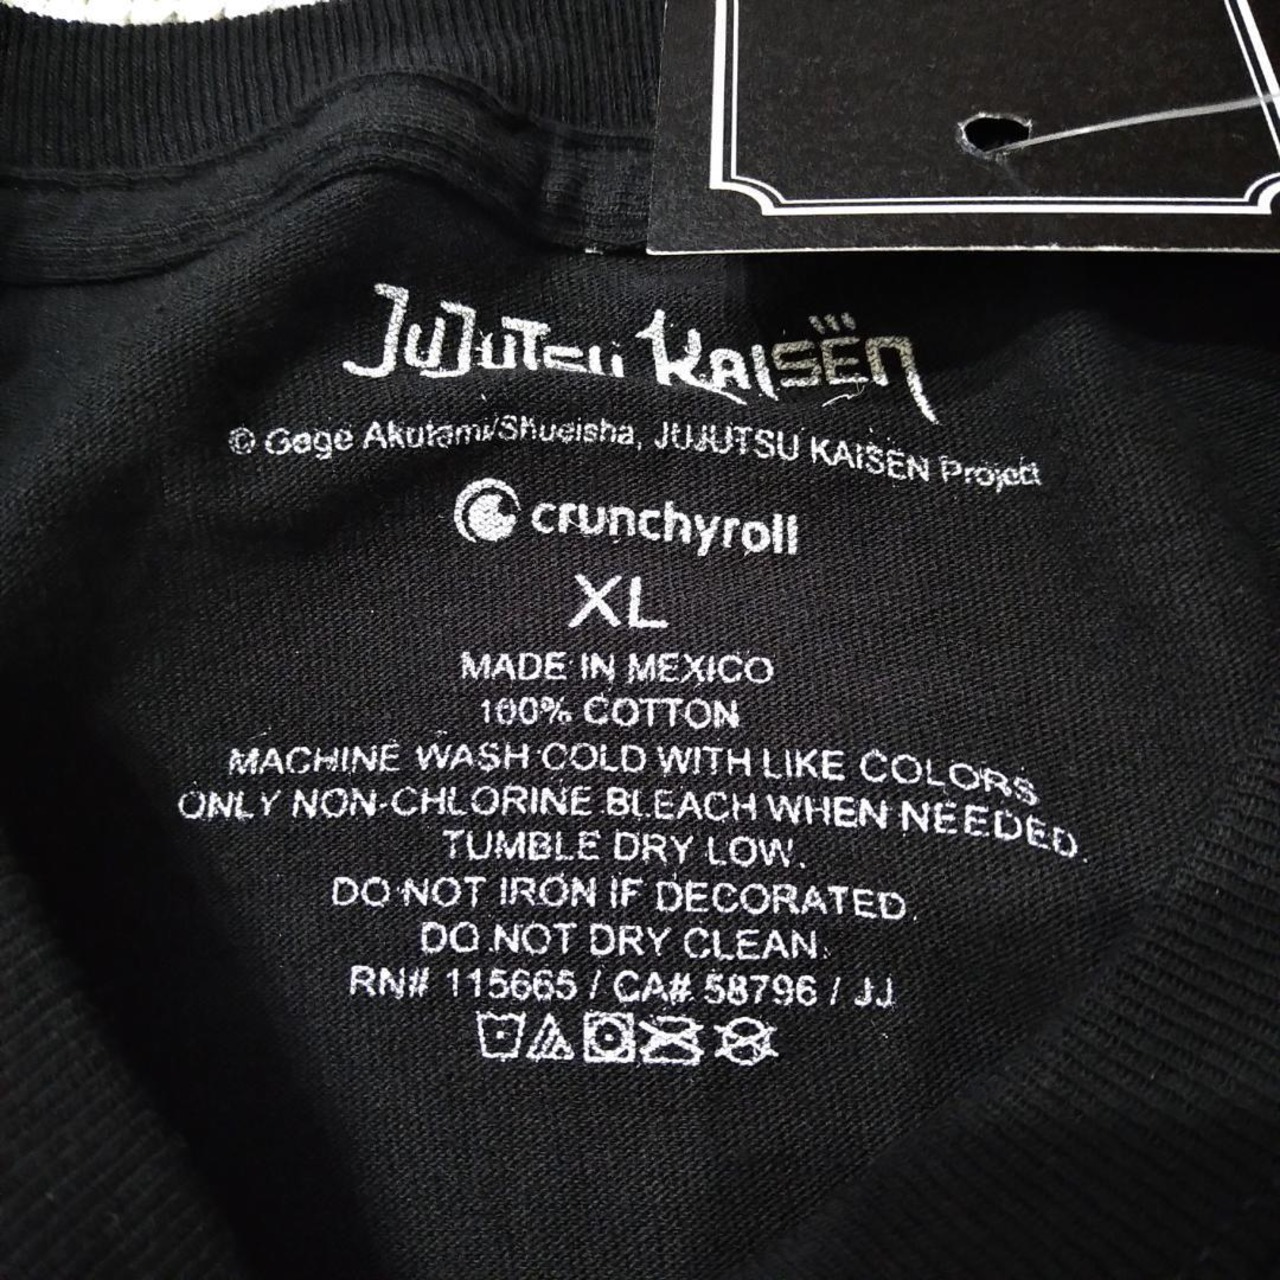 JUJUTSU KAISEN
© Gege Akutami/Shueisha, JUJUTSU KAISEN Project
crunchyroll
XL
MADE IN MEXICO
100% COTTON
MACHINE WASH COLD WITH LIKE COLORS
ONLY NON-CHLORINE BLEACH WHEN NEEDED.
TUMBLE DRY LOW.
DO NOT IRON IF DECORATED.
DO NOT DRY CLEAN.
RN# 115665 / CA# 58796 / JJ